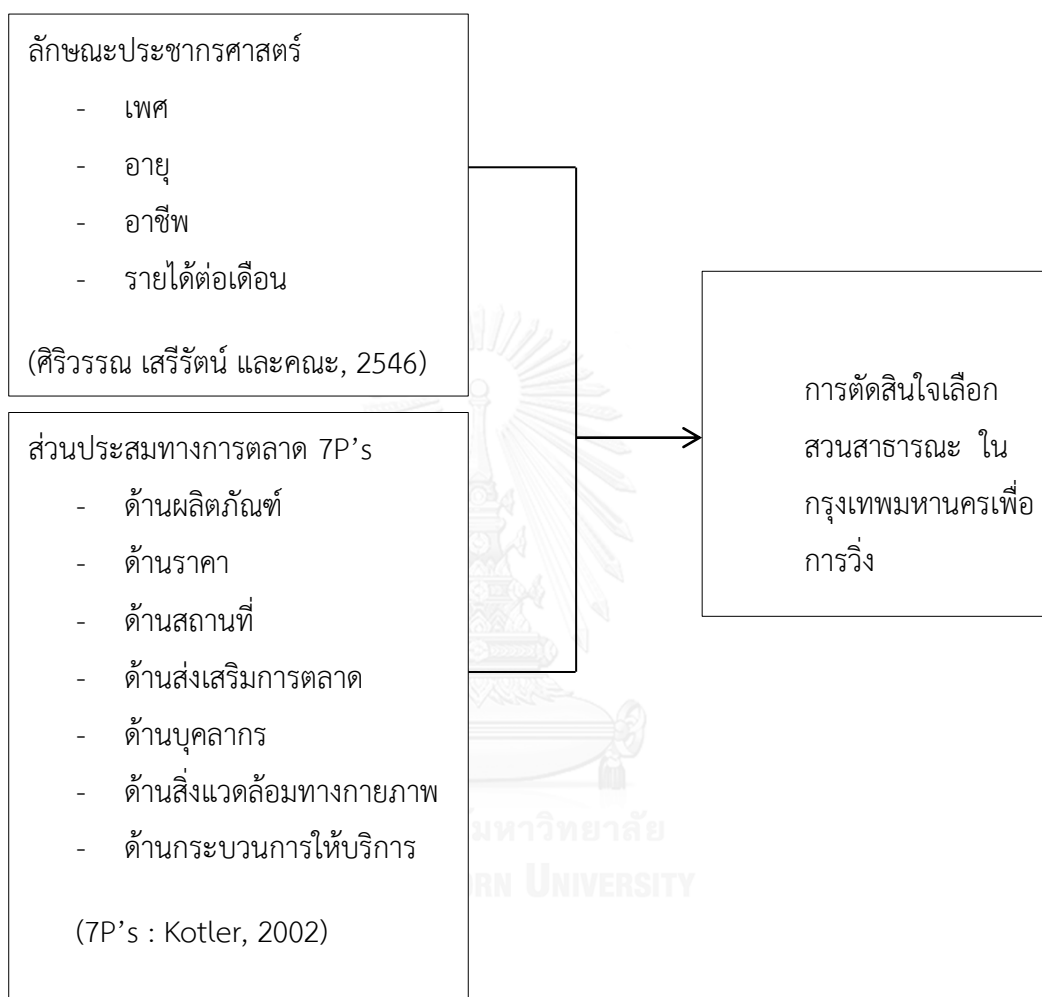 ลักษณะประชากรศาสตร์
- เพศ
- อายุ
- อาชีพ
- รายได้ต่อเดือน
(ศิริวรรณ เสรีรัตน์ และคณะ, 2546)
ส่วนประสมทางการตลาด 7P’s
- ด้านผลิตภัณฑ์
- ด้านราคา
- ด้านสถานที่
- ด้านส่งเสริมการตลาด
- ด้านบุคลากร
- ด้านสิ่งแวดล้อมทางกายภาพ
- ด้านกระบวนการให้บริการ
(7P’s : Kotler, 2002)
การตัดสินใจเลือก
สวนสาธารณะ ใน
กรุงเทพมหานครเพื่อ
การวิ่ง
มหาวิทยาลัย
UNIVERSITY